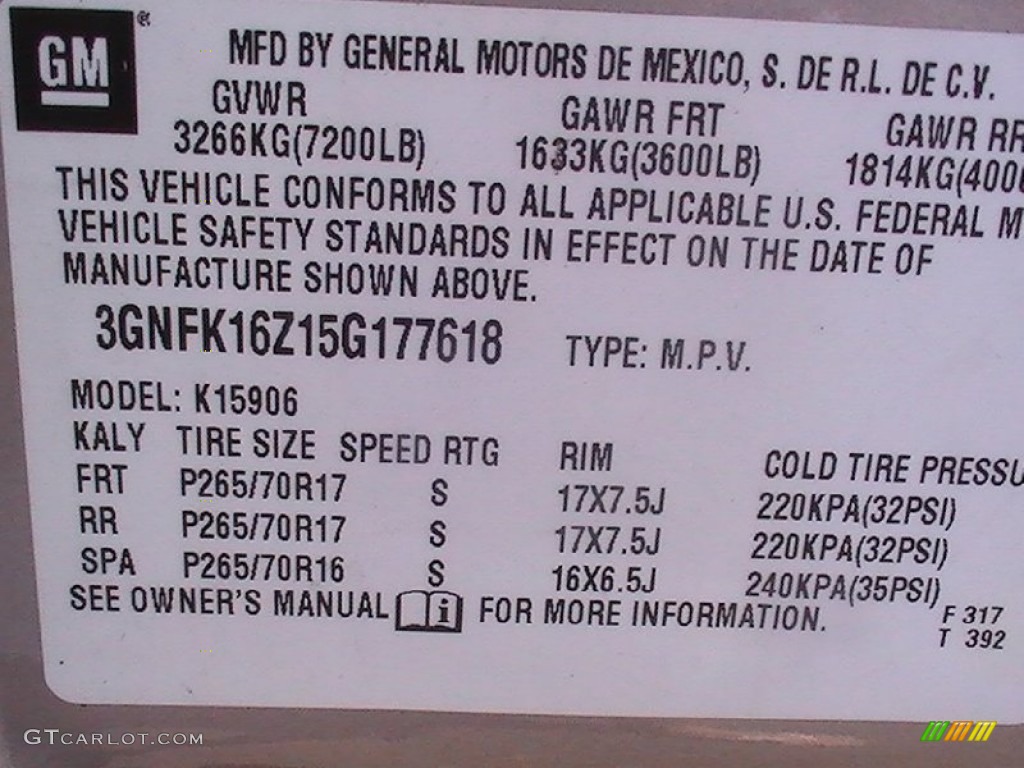 GM®
MFD BY GENERAL MOTORS DE MEXICO, S. DE R.L. DE C.V.
GVWR GAWR FRT GAWR RR
3266KG(7200LB) 1633KG(3600LB) 1814KG(400
THIS VEHICLE CONFORMS TO ALL APPLICABLE U.S. FEDERAL M
VEHICLE SAFETY STANDARDS IN EFFECT ON THE DATE OF
MANUFACTURE SHOWN ABOVE.
3GNFK16Z15G177618 TYPE: M.P.V.
MODEL: K15906
KALY TIRE SIZE SPEED RTG RIM COLD TIRE PRESSU
FRT P265/70R17 S 17X7.5J 220KPA(32PSI)
RR P265/70R17 S 17X7.5J 220KPA(32PSI)
SPA P265/70R16 S 16X6.5J 240KPA(35PSI)
SEE OWNER'S MANUAL i FOR MORE INFORMATION.
F 317
T 392
GTCARLOT.COM